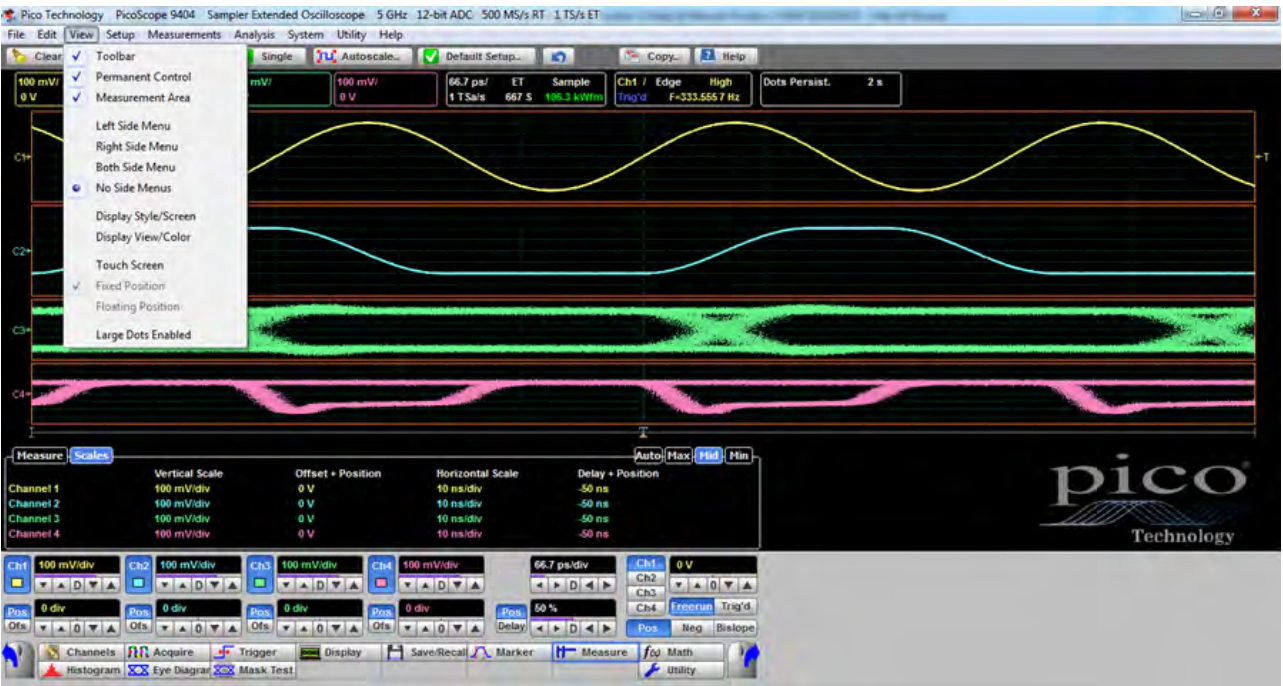 Pico Technology PicoScope 9404 Sampler Extended Oscilloscope 5 GHz 12-bit ADC 500 MS/s RT 1 TS/s ET
File Edit View Setup Measurements Analysis System Utility Help
Clear Single Autoscale... Default Setup... Copy... Help
Toolbar
Permanent Control
Measurement Area
Left Side Menu
Right Side Menu
Both Side Menu
No Side Menus
Display Style/Screen
Display View/Color
Touch Screen
Fixed Position
Floating Position
Large Dots Enabled
100 mV/ mV/ 100 mV/ 66.7 ps/ ET Sample Ch1 / Edge High Dots Persist. 2 s
0 V 0 V 1 TSa/s 667 S 106.3 kWfm Trig'd F=333.555 7 Hz
C1
T
C2
C3
C4
T
Measure Scales Auto Max Mid Min
Vertical Scale Offset + Position Horizontal Scale Delay + Position
Channel 1 100 mV/div 0 V 10 ns/div -50 ns
Channel 2 100 mV/div 0 V 10 ns/div -50 ns
Channel 3 100 mV/div 0 V 10 ns/div -50 ns
Channel 4 100 mV/div 0 V 10 ns/div -50 ns
pico
Technology
Ch1 100 mV/div Ch2 100 mV/div Ch3 100 mV/div Ch4 100 mV/div 66.7 ps/div Ch1 0 V
D D D D D Ch2 0
Ch3
Pos 0 div Pos 0 div Pos 0 div Pos 0 div Pos 50 % Ch4 Freerun Trig'd
Ofs 0 Ofs 0 Ofs 0 Ofs 0 Delay D Pos Neg Bislope
Channels Acquire Trigger Display Save/Recall Marker Measure f(x) Math
Histogram Eye Diagram Mask Test Utility